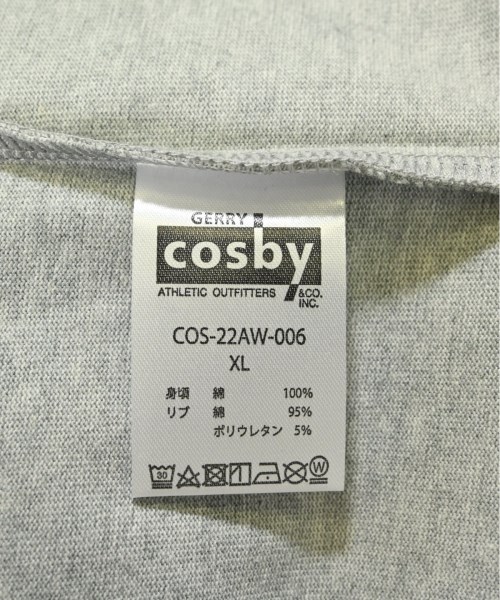 GERRY
cosby
ATHLETIC OUTFITTERS &CO. INC.
COS-22AW-006
XL
身頃 綿 100%
リブ 綿 95%
ポリウレタン 5%
30 W